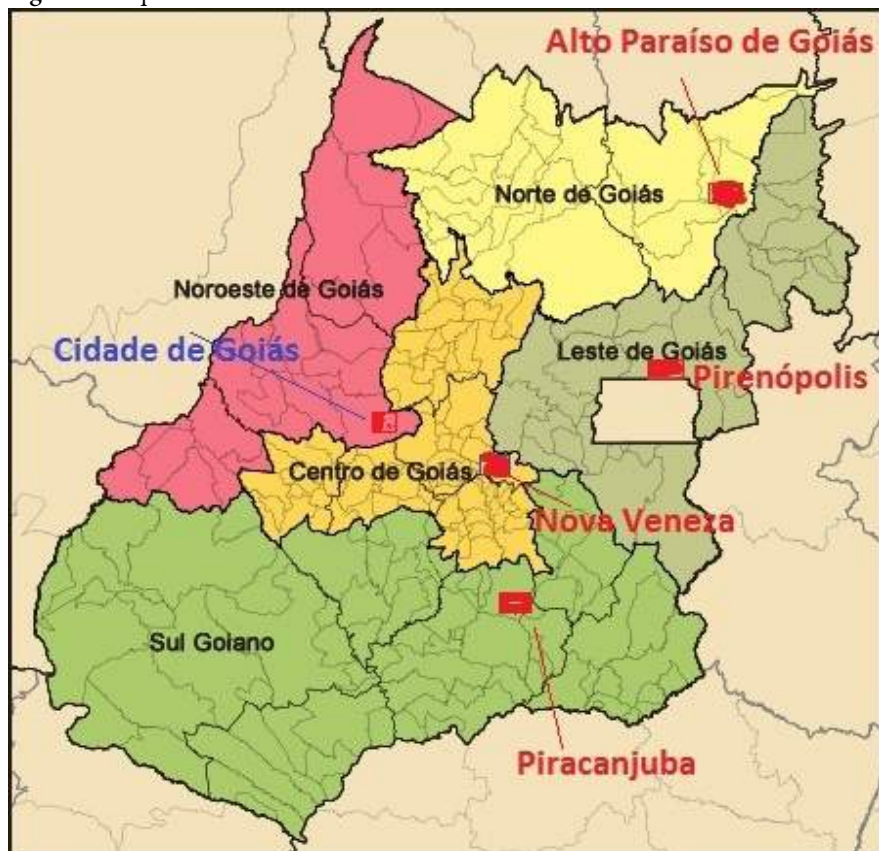 Alto Paraíso de Goiás
Norte de Goiás
Noroeste de Goiás
Cidade de Goiás
Leste de Goiás
Pirenópolis
Centro de Goiás
Nova Veneza
Sul Goiano
Piracanjuba